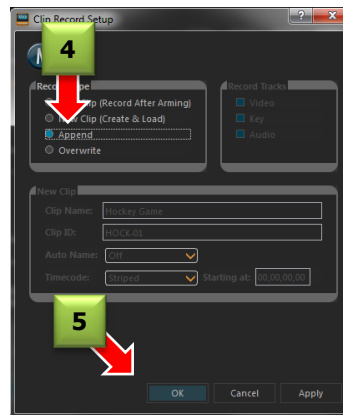 Clip Record Setup
4
Record Type
Record Tracks
(Record After Arming)
Video
Clip (Create & Load)
Key
Append
Audio
Overwrite
New Clip
Clip Name: Hockey Game
Clip ID: HOCK-01
Auto Name: Off
Timecode: Striped Starting at: 00;00;00;00
5
OK Cancel Apply